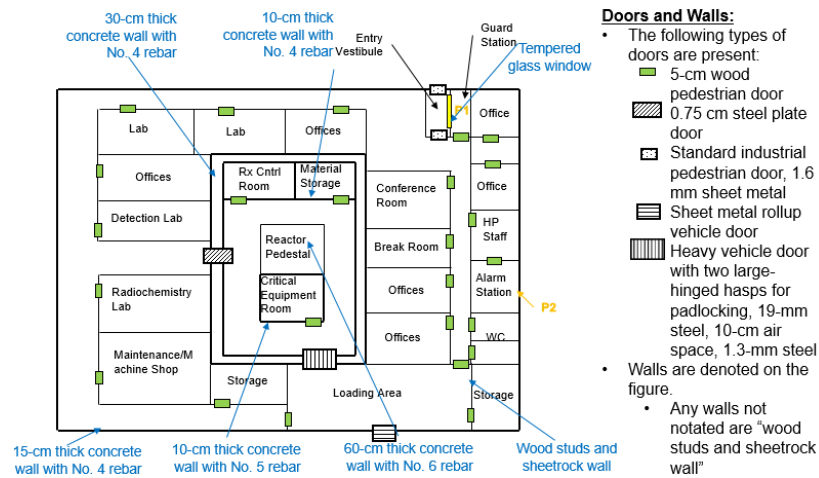 30-cm thick
concrete wall with
No. 4 rebar
10-cm thick
concrete wall with
No. 4 rebar
Entry
Vestibule
Guard
Station
Tempered
glass window
P1
Lab
Lab
Offices
Office
Offices
Rx Cntrl
Room
Material
Storage
Conference
Room
Office
Detection Lab
HP
Staff
Reactor
Pedestal
Break Room
Radiochemistry
Lab
Critical
Equipment
Room
Offices
Alarm
Station
P2
Maintenance/M
achine Shop
Offices
WC
Storage
Loading Area
Storage
15-cm thick concrete
wall with No. 4 rebar
10-cm thick concrete
wall with No. 5 rebar
60-cm thick concrete
wall with No. 6 rebar
Wood studs and
sheetrock wall
Doors and Walls:
• The following types of
doors are present:
5-cm wood
pedestrian door
0.75 cm steel plate
door
Standard industrial
pedestrian door, 1.6
mm sheet metal
Sheet metal rollup
vehicle door
Heavy vehicle door
with two large-
hinged hasps for
padlocking, 19-mm
steel, 10-cm air
space, 1.3-mm steel
• Walls are denoted on the
figure.
• Any walls not
notated are “wood
studs and sheetrock
wall”